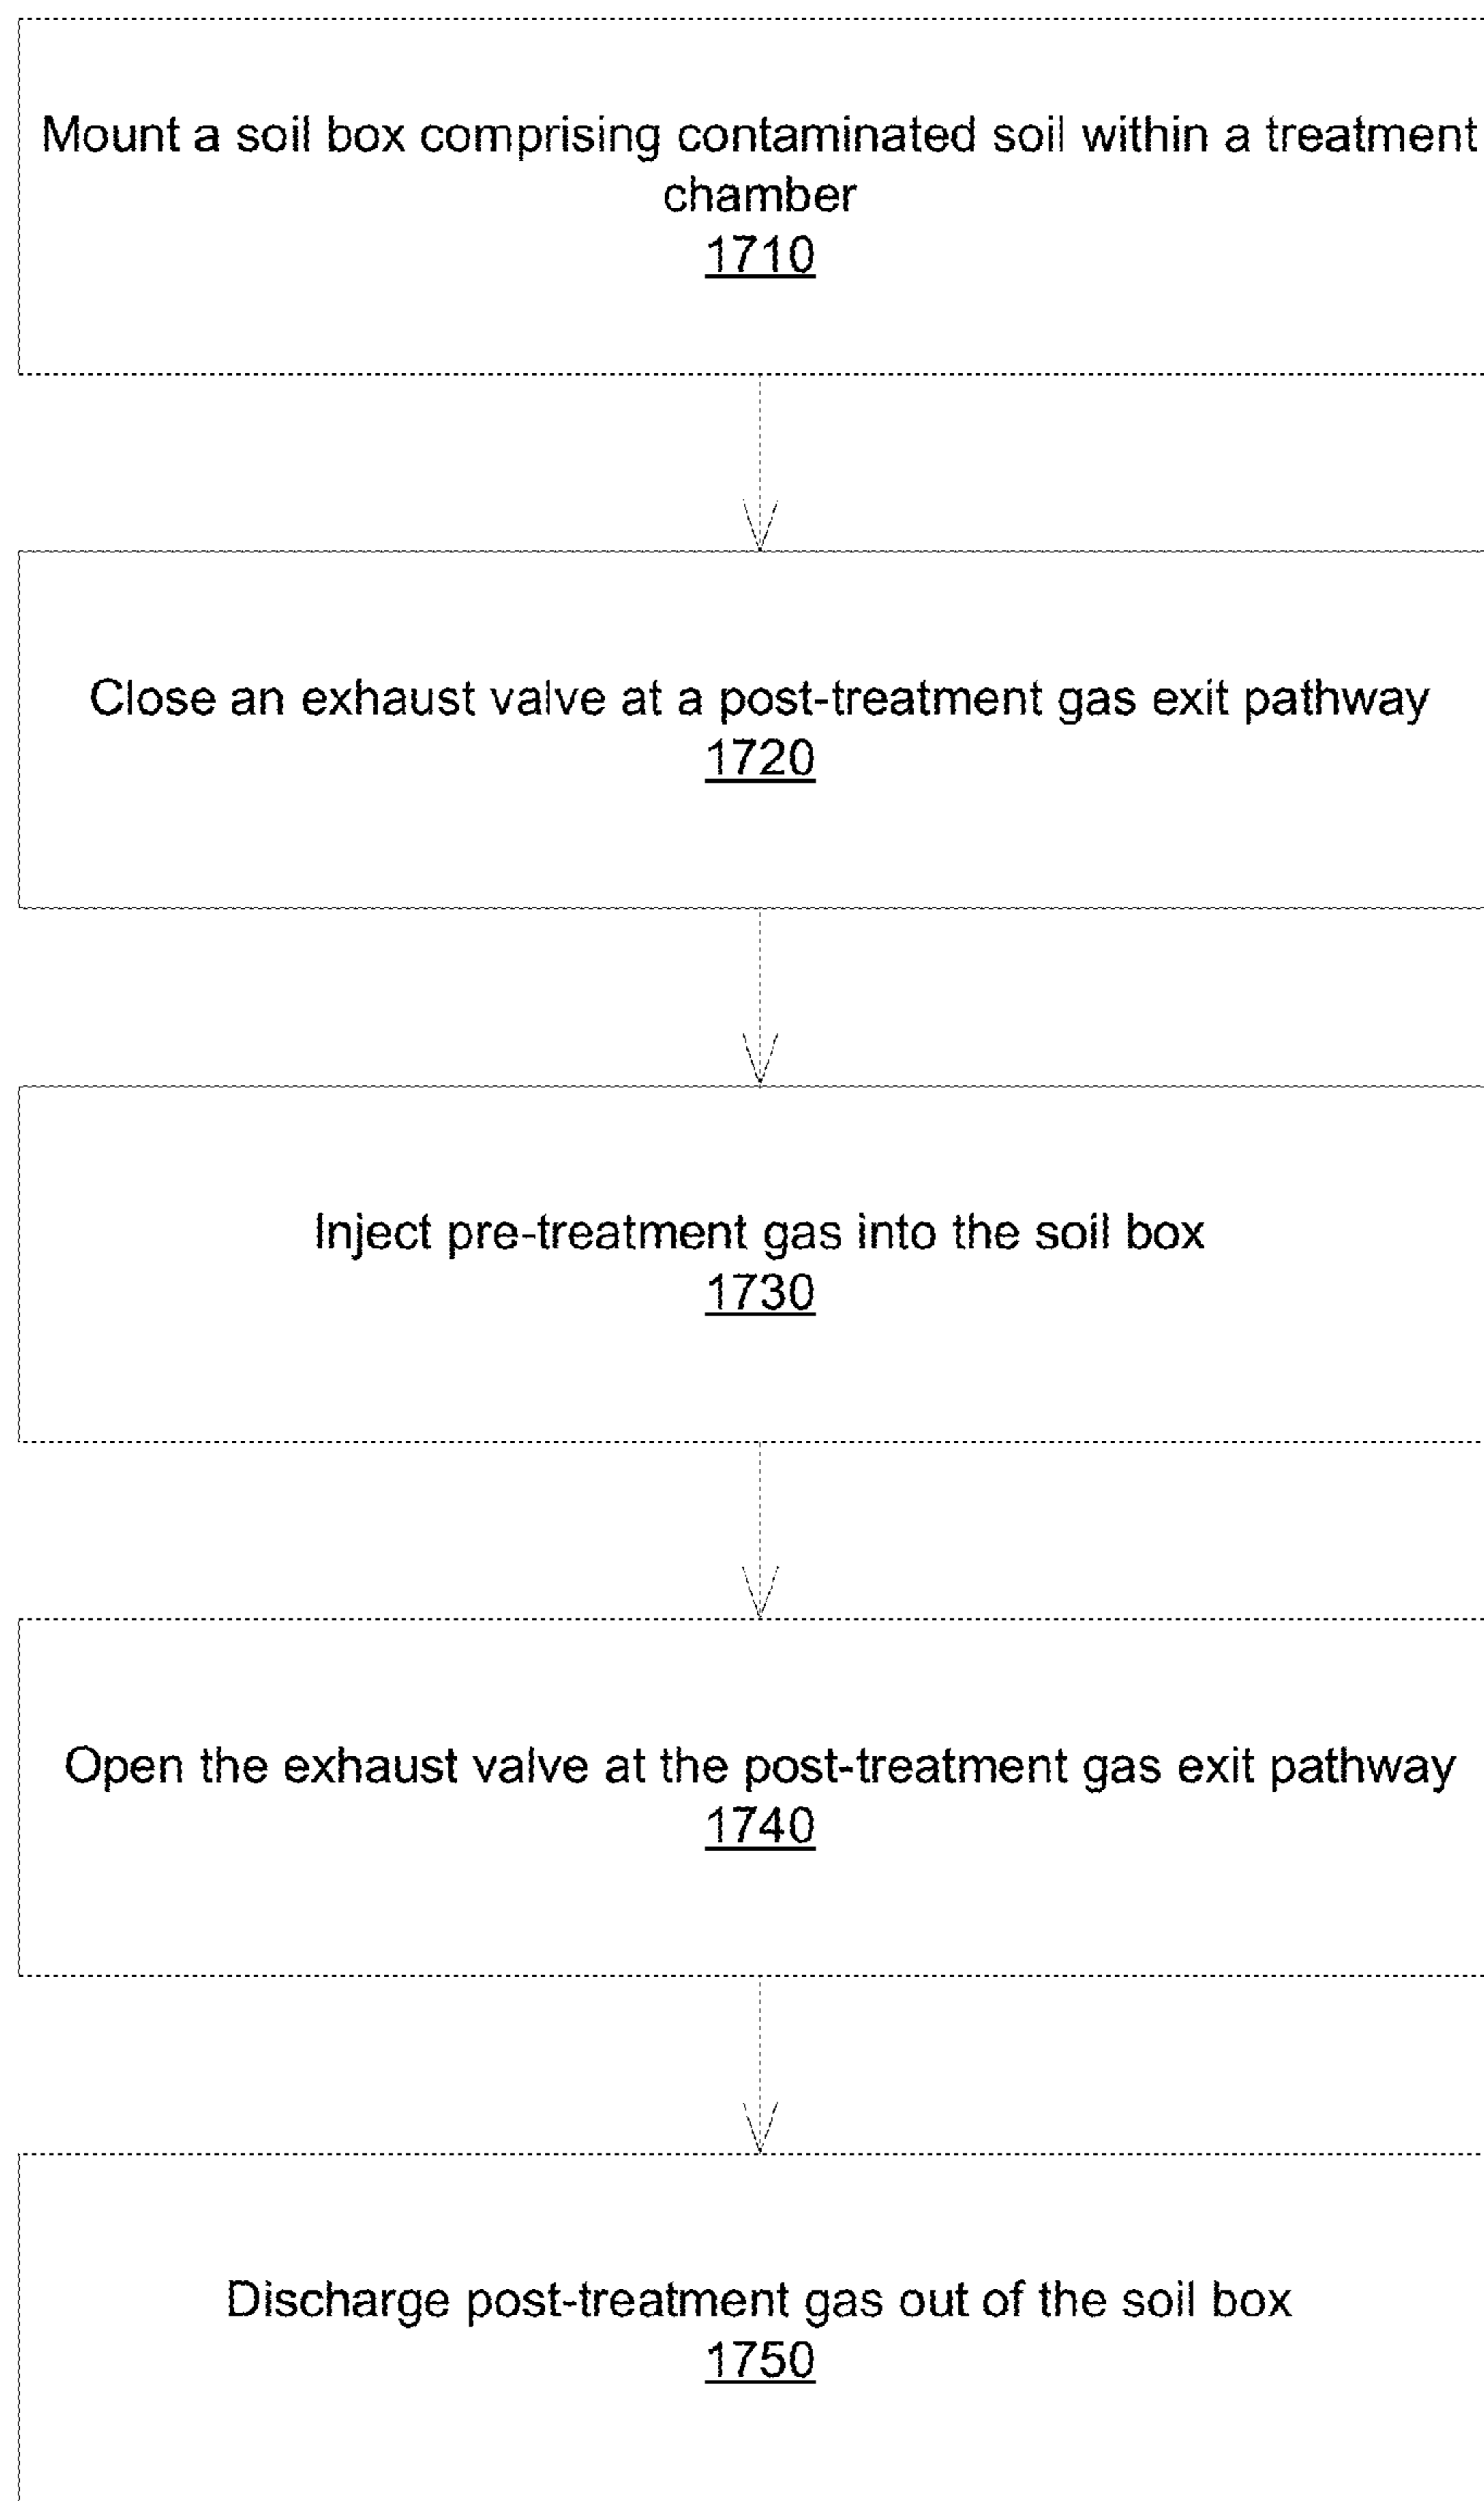 Mount a soil box comprising contaminated soil within a treatment
chamber
1710
Close an exhaust valve at a post-treatment gas exit pathway
1720
Inject pre-treatment gas into the soil box
1730
Open the exhaust valve at the post-treatment gas exit pathway
1740
Discharge post-treatment gas out of the soil box
1750